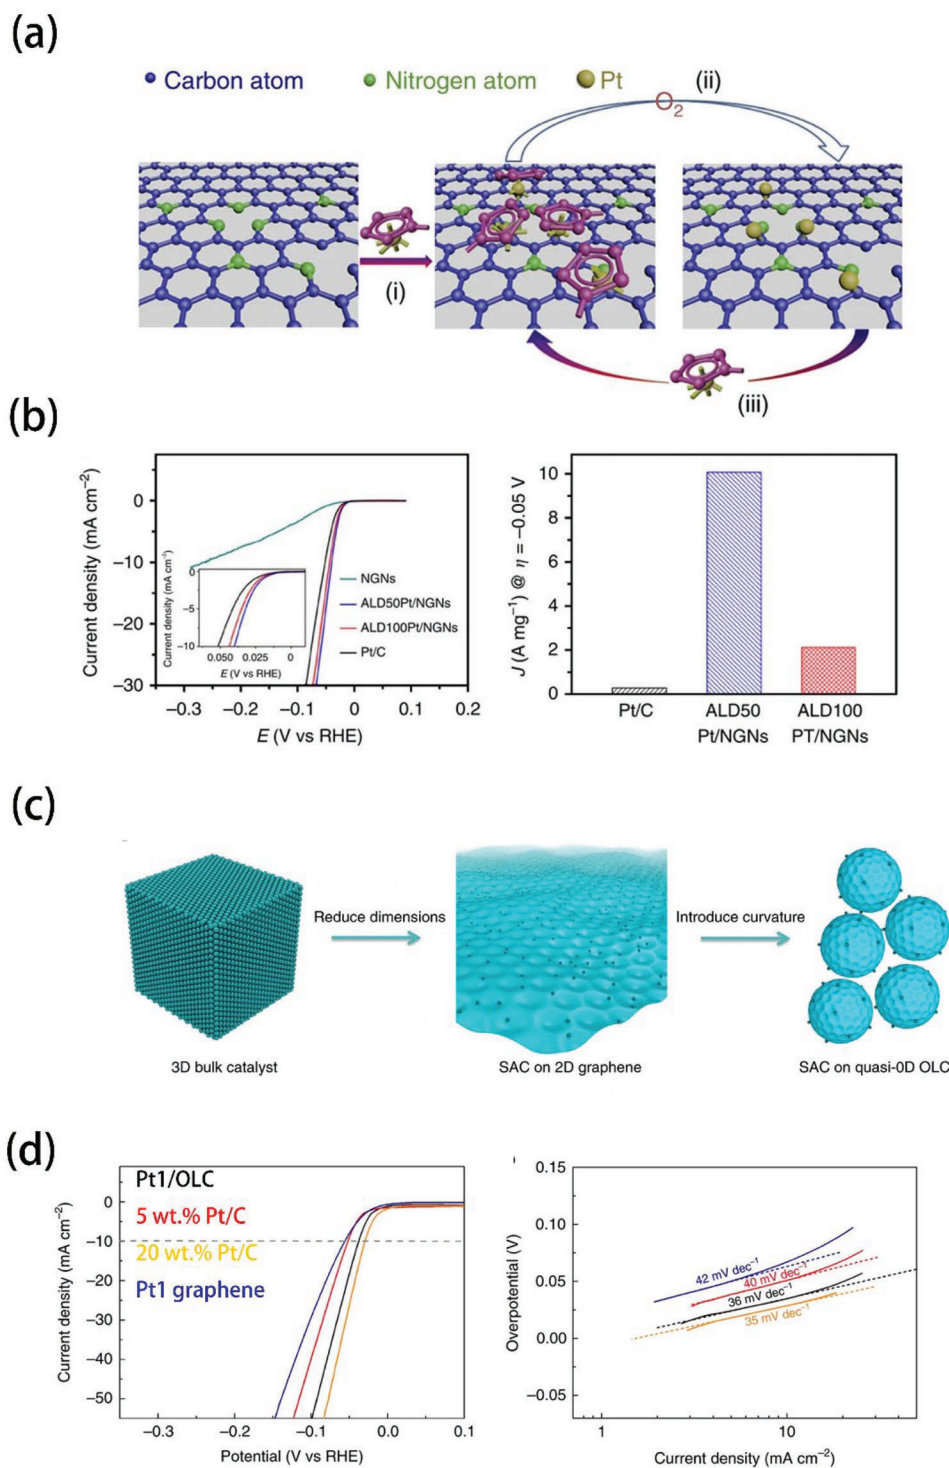 (a)
Carbon atom
Nitrogen atom
Pt
(ii)
O2
(i)
(iii)
(b)
Current density (mA cm−2)
0
−10
−20
−30
−0.3
−0.2
−0.1
0
0.1
0.2
E (V vs RHE)
NGNs
ALD50Pt/NGNs
ALD100Pt/NGNs
Pt/C
Current density (mA cm−2)
0
−5
−10
0.050
0.025
0
E (V vs RHE)
J (A mg−1) @ η = −0.05 V
10
8
6
4
2
0
Pt/C
ALD50
Pt/NGNs
ALD100
PT/NGNs
(c)
Reduce dimensions
Introduce curvature
3D bulk catalyst
SAC on 2D graphene
SAC on quasi-0D OLC
(d)
Current density (mA cm−2)
0
−10
−20
−30
−40
−50
Pt1/OLC
5 wt.% Pt/C
20 wt.% Pt/C
Pt1 graphene
−0.3
−0.2
−0.1
0.0
0.1
Potential (V vs RHE)
Overpotential (V)
0.15
0.10
0.05
0.00
−0.05
42 mV dec−1
40 mV dec−1
36 mV dec−1
35 mV dec−1
1
10
Current density (mA cm−2)